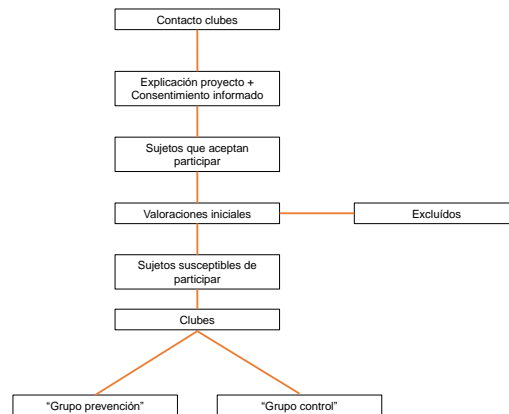 Contacto clubes
Explicación proyecto +
Consentimiento informado
Sujetos que aceptan
participar
Valoraciones iniciales
Excluídos
Sujetos susceptibles de
participar
Clubes
“Grupo prevención”
“Grupo control”